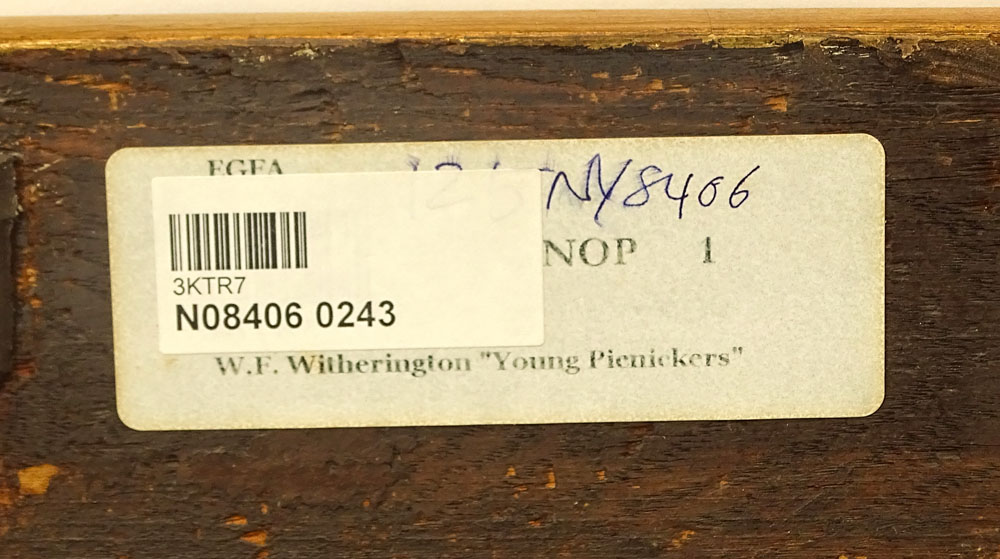 EGFA
NY8406
NOP 1
3KTR7
N08406 0243
W.F. Witherington "Young Picnickers"